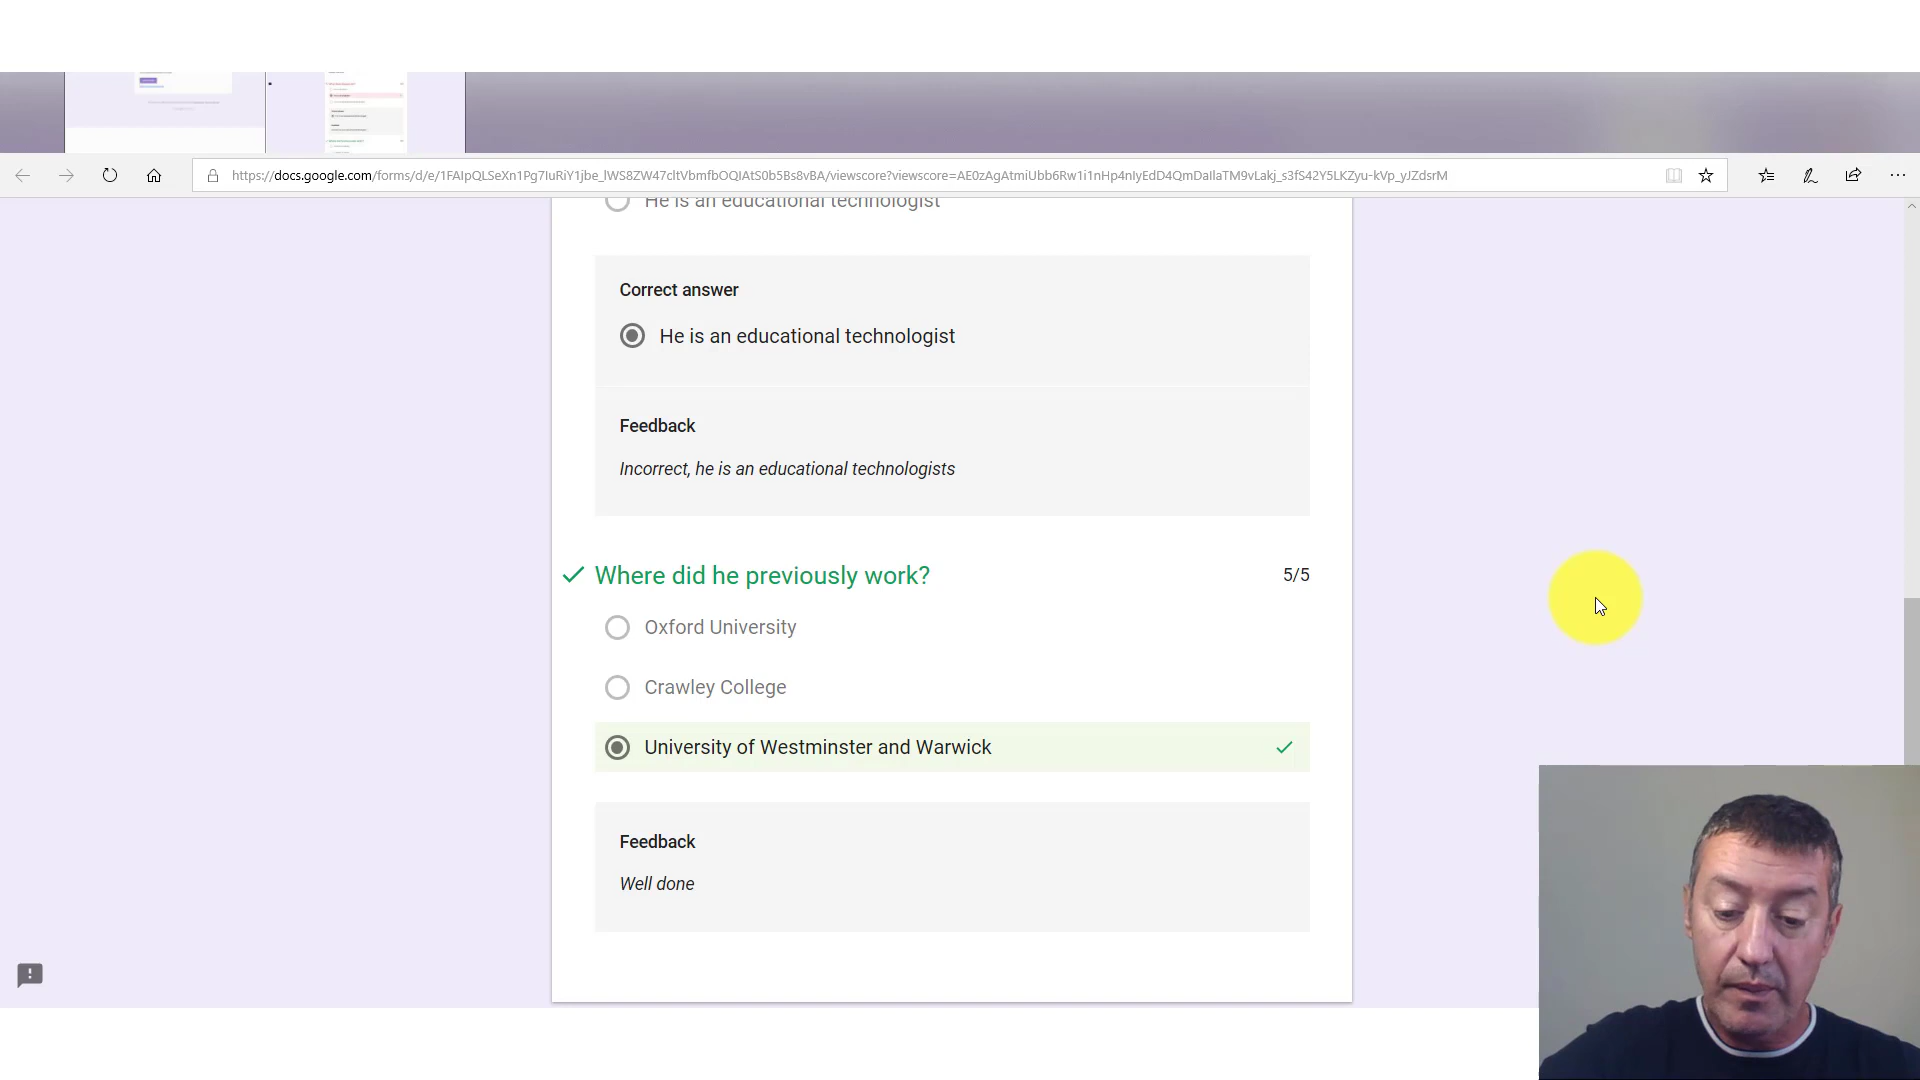 https://docs.google.com/forms/d/e/1FAIpQLSeXn1Pg7IuRiY1jbe_lWS8ZW47cltVbmfbOQIAtS0b5Bs8vBA/viewscore?viewscore=AE0zAgAtmiUbb6Rw1i1nHp4nIyEdD4QmDaIlaTM9vLakj_s3fS42Y5LKZyu-kVp_yJZdsrM
He is an educational technologist
Correct answer
He is an educational technologist
Feedback
Incorrect, he is an educational technologists
Where did he previously work? 5/5
Oxford University
Crawley College
University of Westminster and Warwick
Feedback
Well done